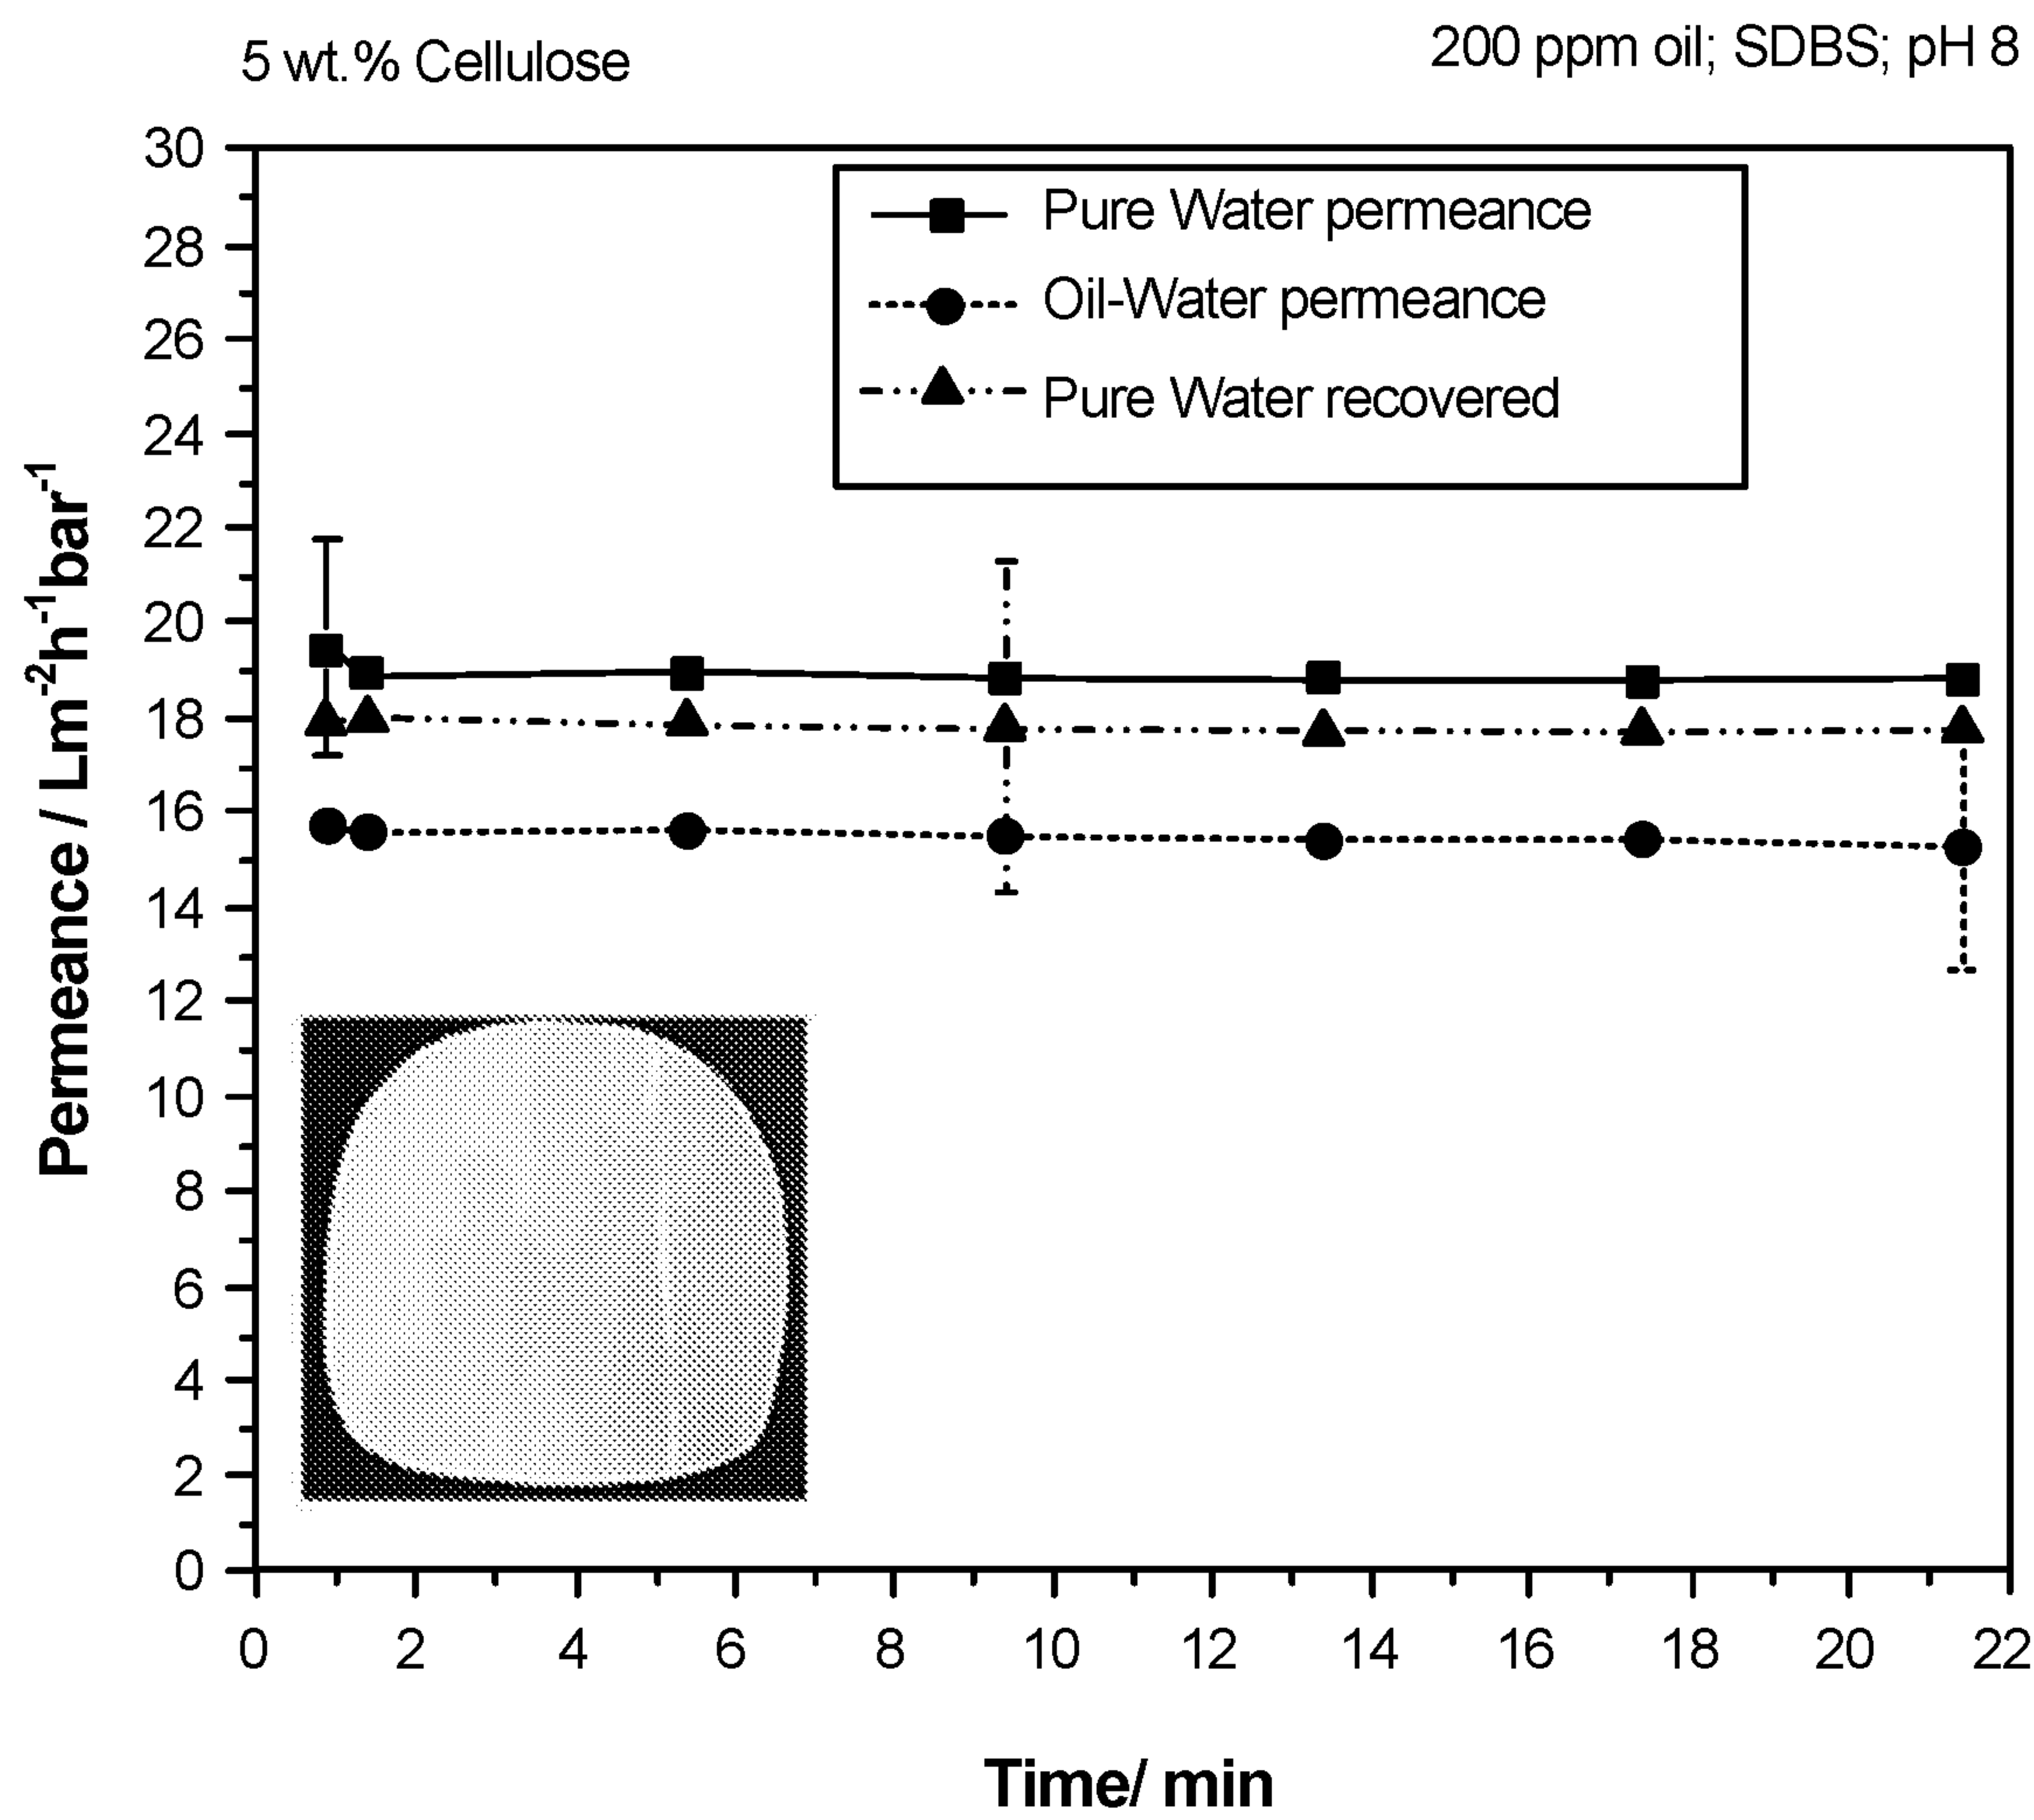 5 wt.% Cellulose
200 ppm oil; SDBS; pH 8
30
28
26
24
22
20
18
16
14
12
10
8
6
4
2
0
Permeance / Lm⁻²h⁻¹bar⁻¹
Pure Water permeance
Oil-Water permeance
Pure Water recovered
0 2 4 6 8 10 12 14 16 18 20 22
Time/ min